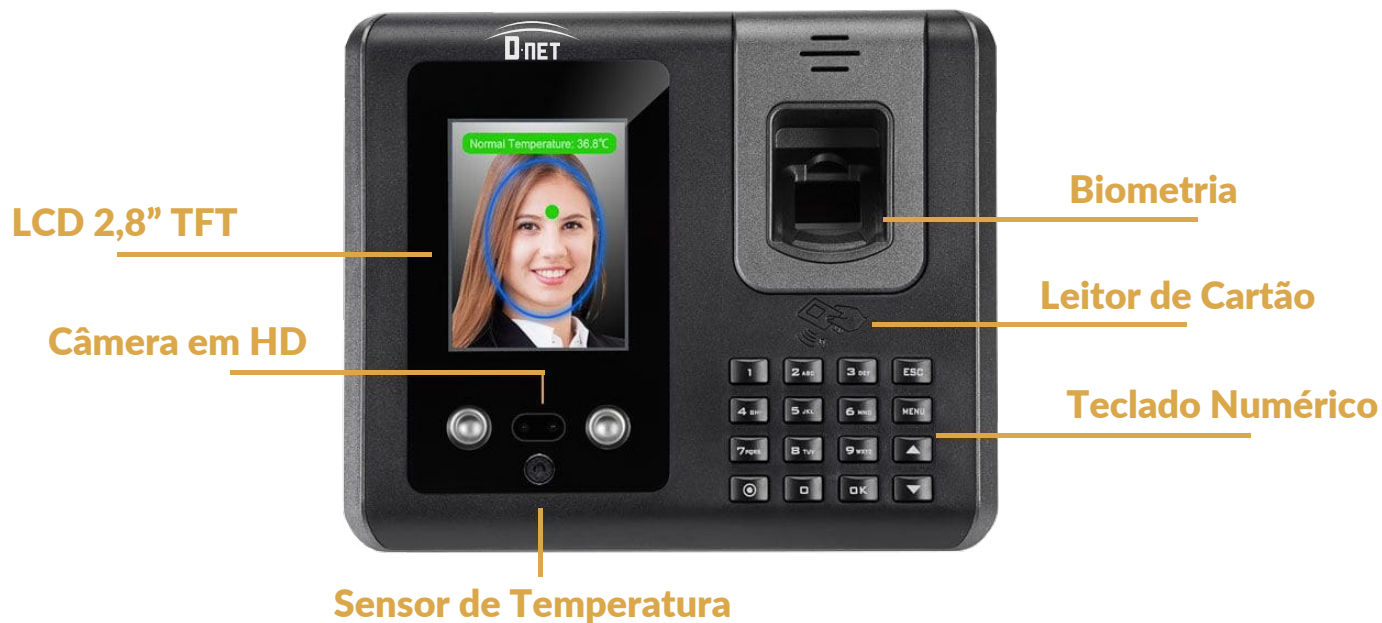 D-NET
Normal Temperature: 36.8℃
LCD 2,8” TFT
Câmera em HD
Sensor de Temperatura
Biometria
Leitor de Cartão
Teclado Numérico
1 2 ABC 3 DEF ESC
4 GHI 5 JKL 6 MNO MENU
7 PQRS 8 TUV 9 WXYZ
0 OK